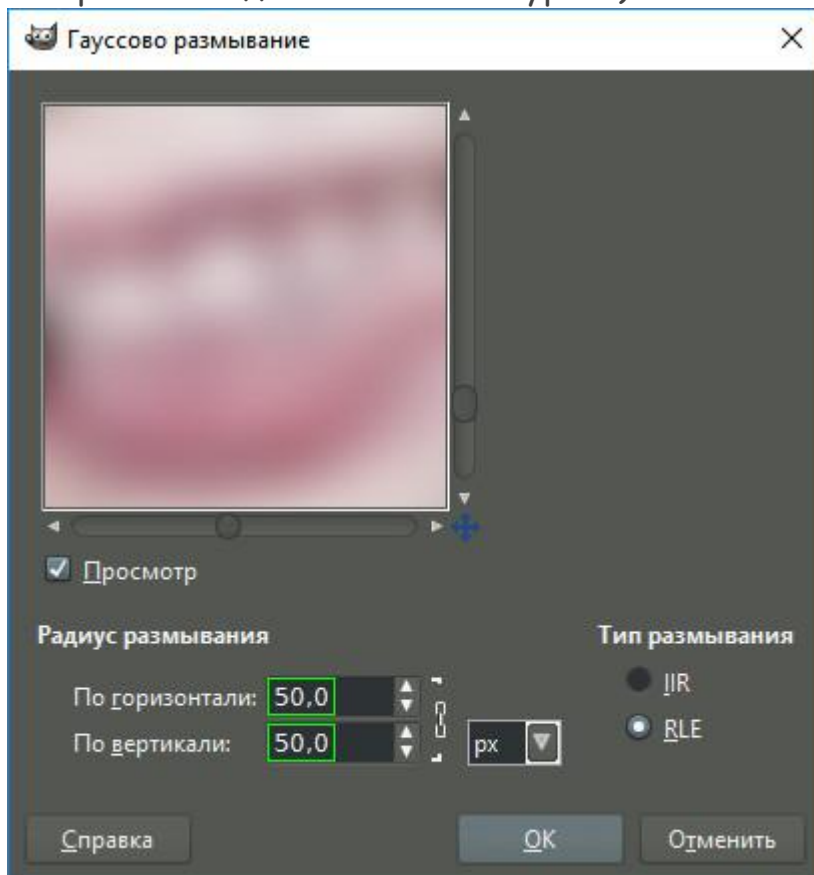 Гауссово размывание
Просмотр
Радиус размывания
Тип размывания
По горизонтали: 50,0
IIR
По вертикали: 50,0
px
RLE
Справка
OK
Отменить